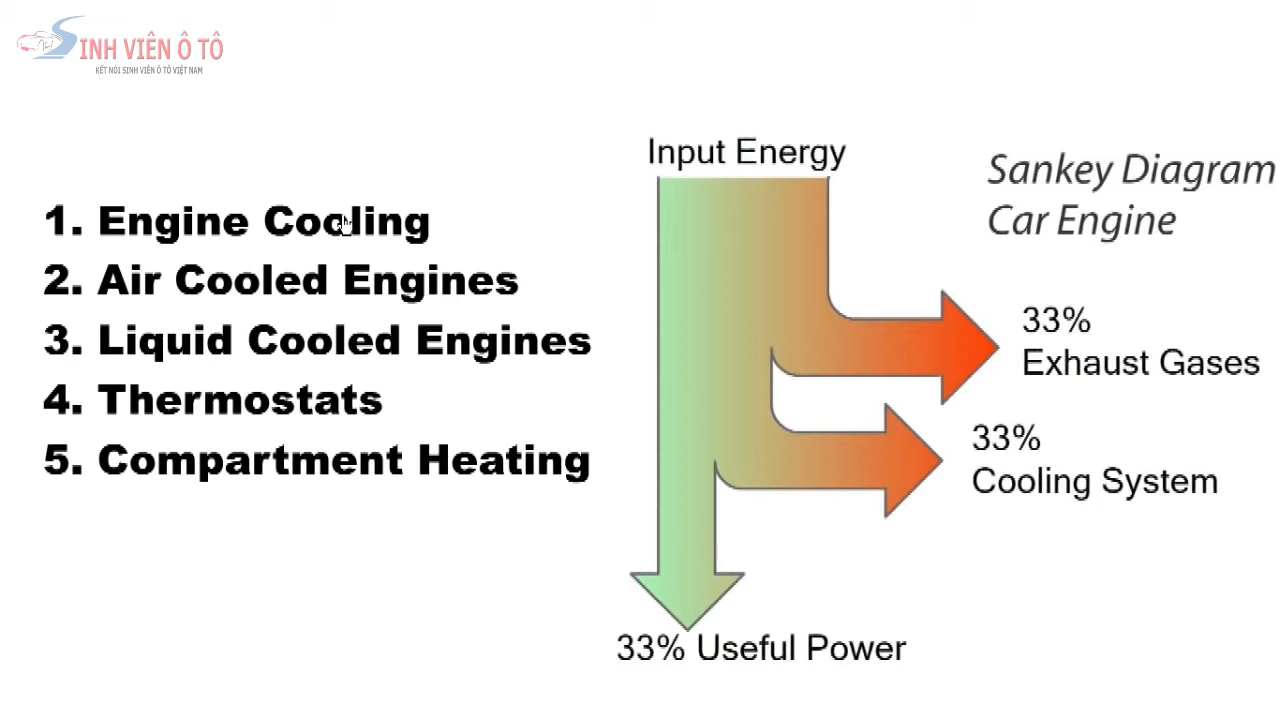 SINH VIÊN Ô TÔ
KẾT NỐI SINH VIÊN Ô TÔ VIỆT NAM
1. Engine Cooling
2. Air Cooled Engines
3. Liquid Cooled Engines
4. Thermostats
5. Compartment Heating
Input Energy
Sankey Diagram
Car Engine
33%
Exhaust Gases
33%
Cooling System
33% Useful Power